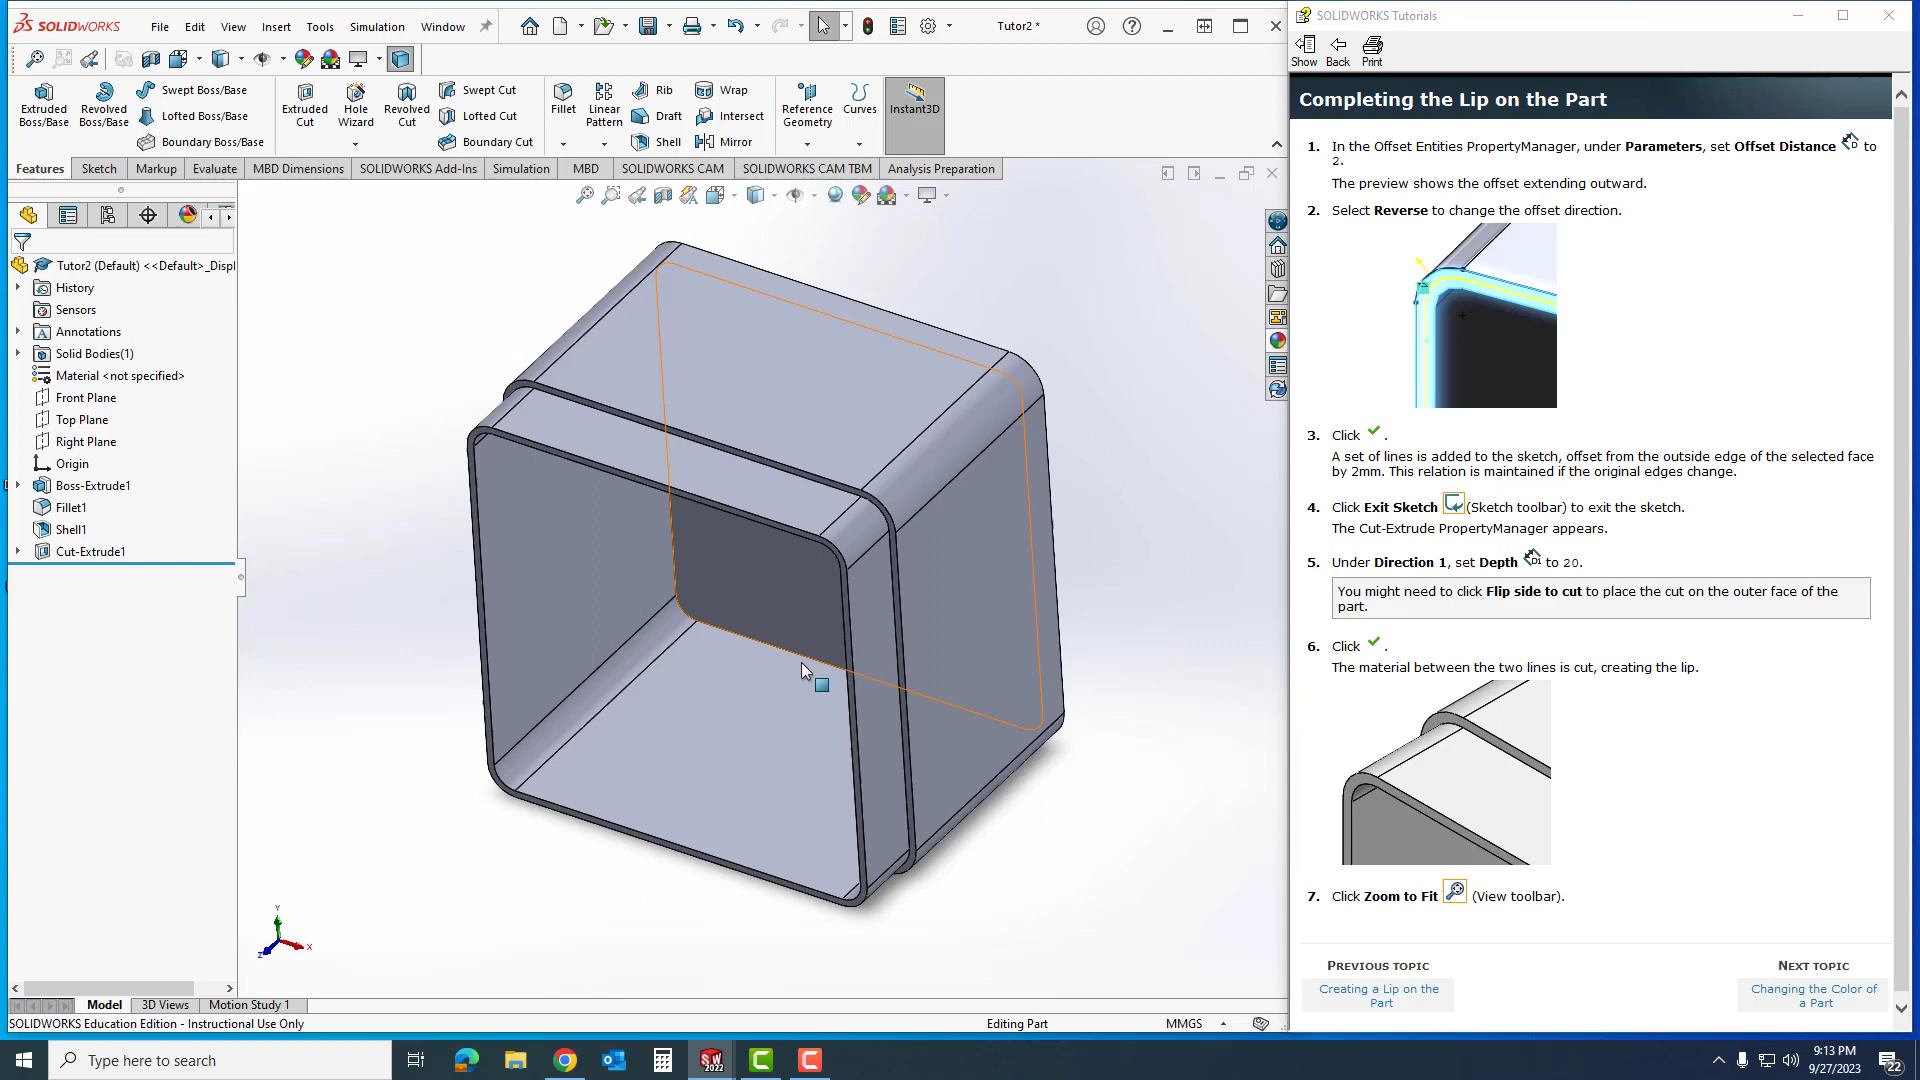 SOLIDWORKS
File Edit View Insert Tools Simulation Window
Tutor2 *
Extruded Boss/Base
Revolved Boss/Base
Swept Boss/Base
Lofted Boss/Base
Boundary Boss/Base
Extruded Cut
Hole Wizard
Revolved Cut
Swept Cut
Lofted Cut
Boundary Cut
Fillet
Linear Pattern
Rib
Draft
Shell
Wrap
Intersect
Mirror
Reference Geometry
Curves
Instant3D
Features Sketch Markup Evaluate MBD Dimensions SOLIDWORKS Add-Ins Simulation MBD SOLIDWORKS CAM SOLIDWORKS CAM TBM Analysis Preparation
Tutor2 (Default) <<Default>_Displ
History
Sensors
Annotations
Solid Bodies(1)
Material <not specified>
Front Plane
Top Plane
Right Plane
Origin
Boss-Extrude1
Fillet1
Shell1
Cut-Extrude1
Y
X
Z
Model 3D Views Motion Study 1
SOLIDWORKS Education Edition - Instructional Use Only
Editing Part
MMGS
SOLIDWORKS Tutorials
Show Back Print
Completing the Lip on the Part
1. In the Offset Entities PropertyManager, under Parameters, set Offset Distance to
2.
The preview shows the offset extending outward.
2. Select Reverse to change the offset direction.
3. Click .
A set of lines is added to the sketch, offset from the outside edge of the selected face
by 2mm. This relation is maintained if the original edges change.
4. Click Exit Sketch (Sketch toolbar) to exit the sketch.
The Cut-Extrude PropertyManager appears.
5. Under Direction 1, set Depth to 20.
You might need to click Flip side to cut to place the cut on the outer face of the
part.
6. Click .
The material between the two lines is cut, creating the lip.
7. Click Zoom to Fit (View toolbar).
PREVIOUS TOPIC
Creating a Lip on the
Part
NEXT TOPIC
Changing the Color of
a Part
Type here to search
SW
2022
9:13 PM
9/27/2023
22